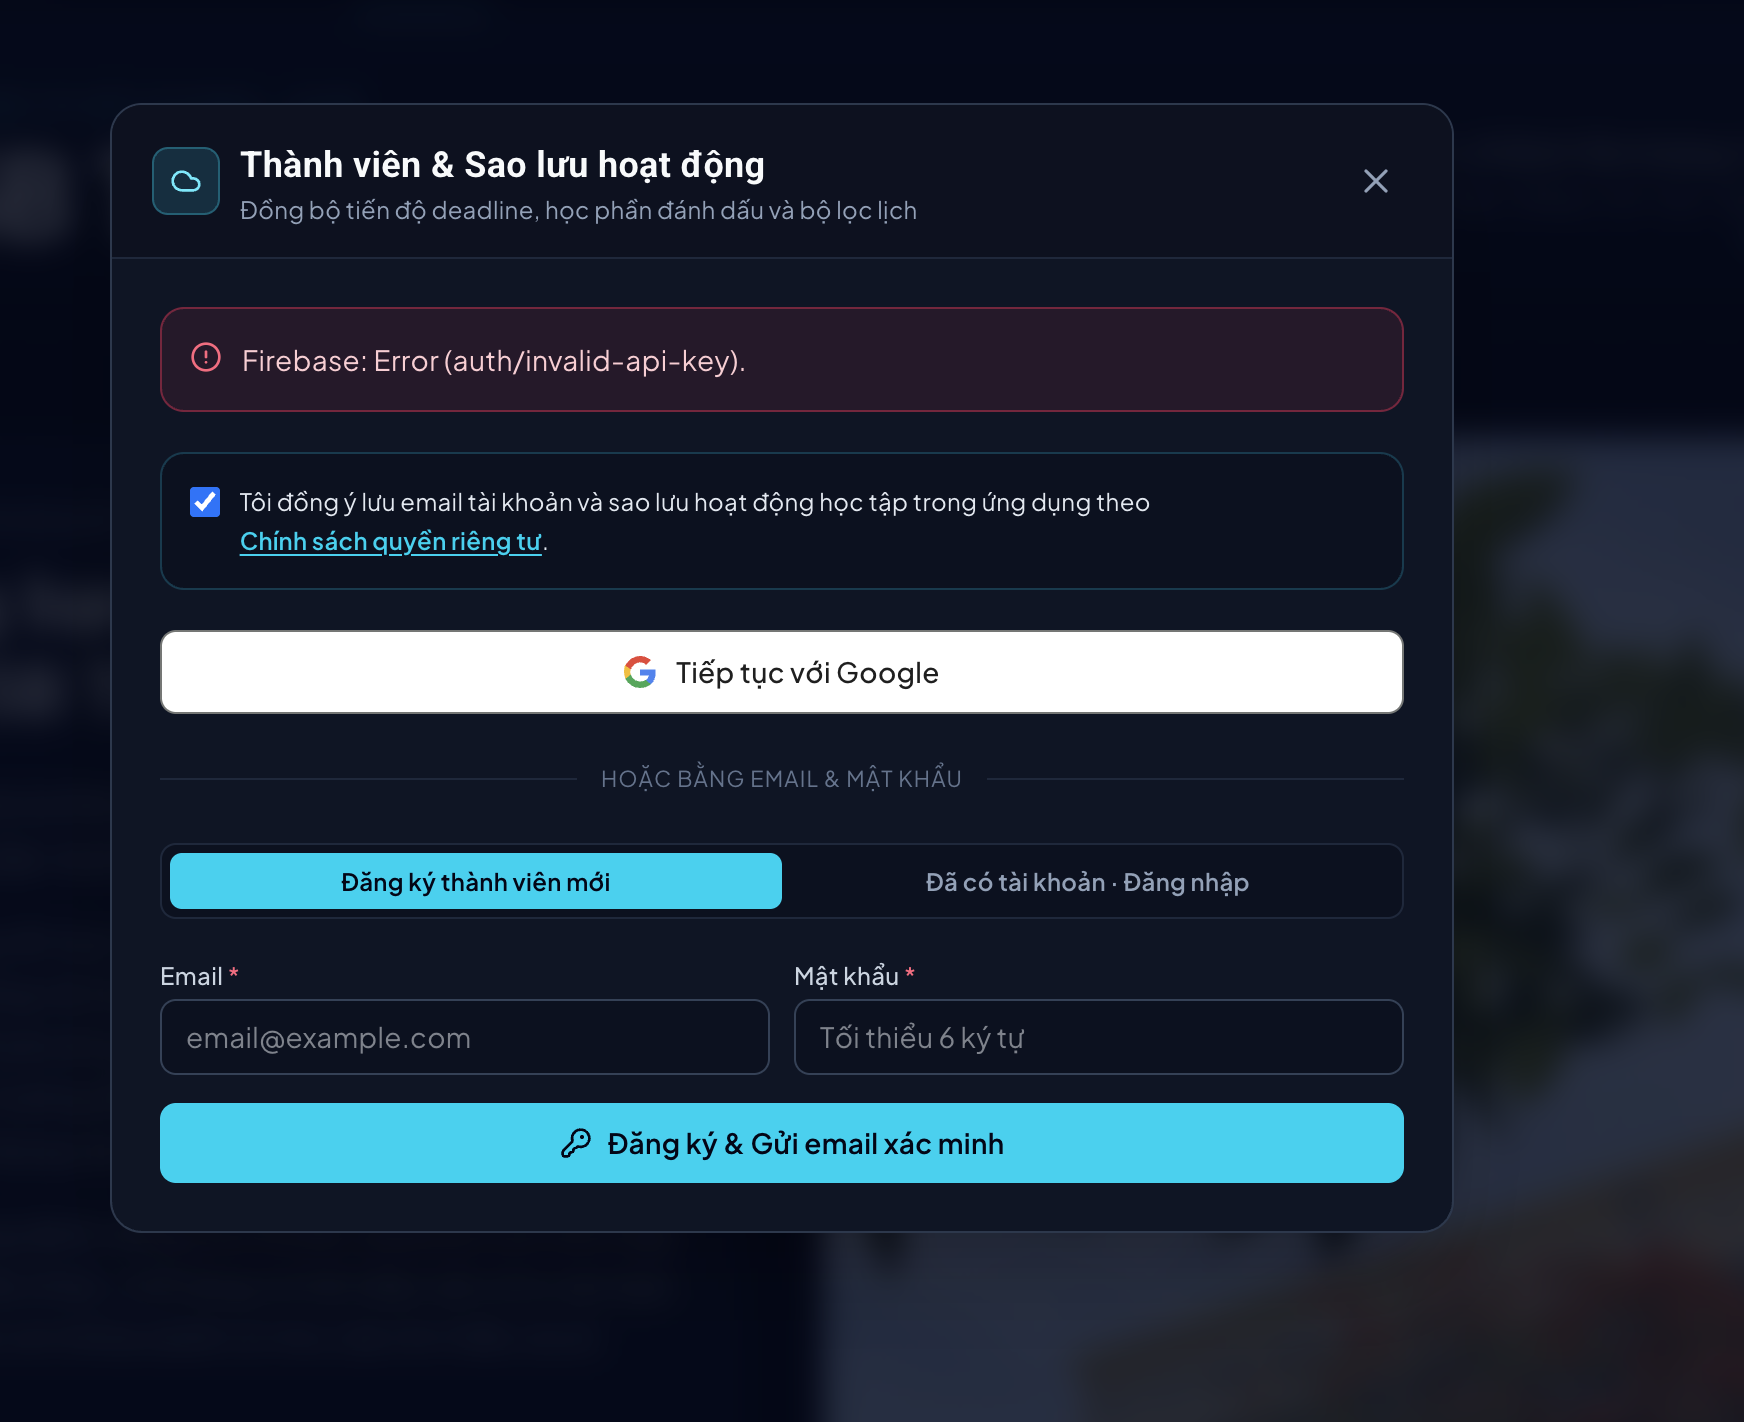 Thành viên & Sao lưu hoạt động
Đồng bộ tiến độ deadline, học phần đánh dấu và bộ lọc lịch
Firebase: Error (auth/invalid-api-key).
Tôi đồng ý lưu email tài khoản và sao lưu hoạt động học tập trong ứng dụng theo
Chính sách quyền riêng tư.
Tiếp tục với Google
HOẶC BẰNG EMAIL & MẬT KHẨU
Đăng ký thành viên mới
Đã có tài khoản · Đăng nhập
Email *
Mật khẩu *
email@example.com
Tối thiểu 6 ký tự
Đăng ký & Gửi email xác minh